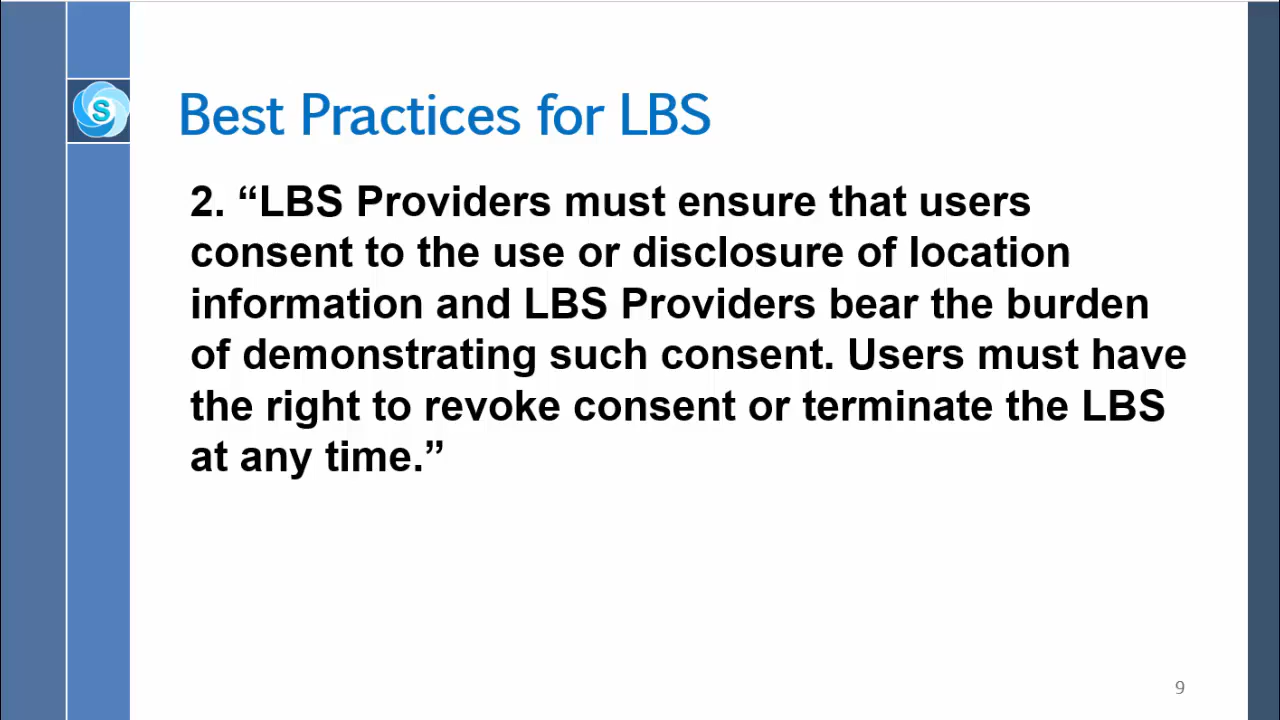 S
Best Practices for LBS
2. “LBS Providers must ensure that users
consent to the use or disclosure of location
information and LBS Providers bear the burden
of demonstrating such consent. Users must have
the right to revoke consent or terminate the LBS
at any time.”
9